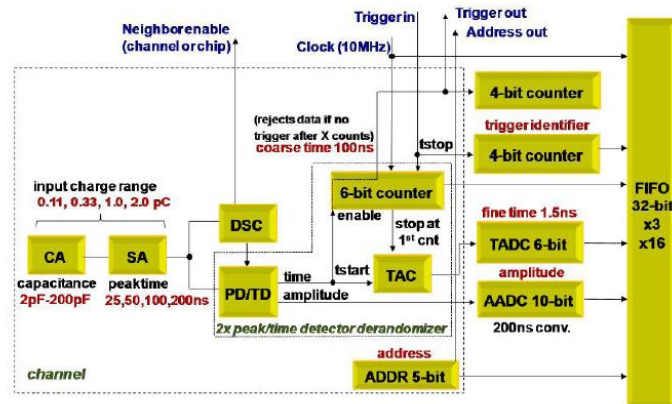 Neighbor enable
(channel or chip)
Trigger in
Trigger out
Address out
Clock (10MHz)
4-bit counter
(rejects data if no
trigger after X counts)
coarse time 100ns
tstop
trigger identifier
4-bit counter
input charge range
0.11, 0.33, 1.0, 2.0 pC
6-bit counter
enable
stop at
1st cnt
FIFO
32-bit
x3
x16
DSC
fine time 1.5ns
TADC 6-bit
CA
SA
capacitance
2pF-200pF
peaktime
25,50,100,200ns
PD/TD
time
amplitude
tstart
TAC
amplitude
AADC 10-bit
200ns conv.
2x peak/time detector derandomizer
channel
address
ADDR 5-bit